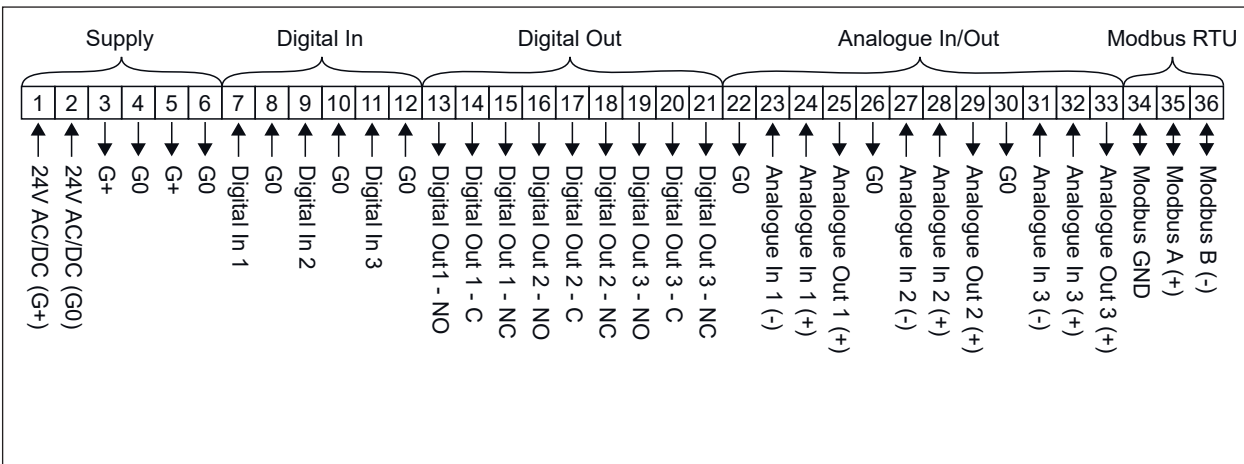 Supply
Digital In
Digital Out
Analogue In/Out
Modbus RTU
1 2 3 4 5 6 7 8 9 10 11 12 13 14 15 16 17 18 19 20 21 22 23 24 25 26 27 28 29 30 31 32 33 34 35 36
24V AC/DC (G+)
24V AC/DC (G0)
G+
G0
G+
G0
Digital In 1
G0
Digital In 2
G0
Digital In 3
G0
Digital Out1 - NO
Digital Out 1 - C
Digital Out 1 - NC
Digital Out 2 - NO
Digital Out 2 - C
Digital Out 2 - NC
Digital Out 3 - NO
Digital Out 3 - C
Digital Out 3 - NC
G0
Analogue In 1 (-)
Analogue In 1 (+)
Analogue Out 1 (+)
G0
Analogue In 2 (-)
Analogue In 2 (+)
Analogue Out 2 (+)
G0
Analogue In 3 (-)
Analogue In 3 (+)
Analogue Out 3 (+)
Modbus GND
Modbus A (+)
Modbus B (-)